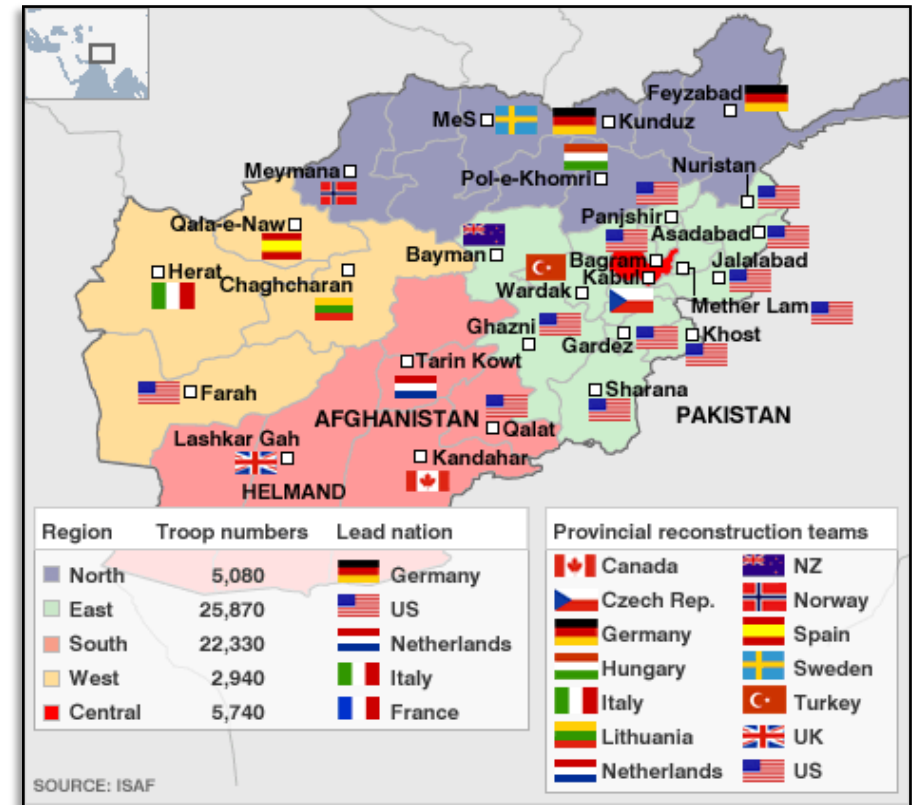 Feyzabad
MeS
Kunduz
Meymana
Pol-e-Khomri
Nuristan
Qala-e-Naw
Panjshir
Asadabad
Bayman
Bagram
Jalalabad
Herat
Chaghcharan
Kabul
Wardak
Mether Lam
Ghazni
Gardez
Khost
Tarin Kowt
Farah
Sharana
AFGHANISTAN
PAKISTAN
Qalat
Lashkar Gah
Kandahar
HELMAND
Region Troop numbers Lead nation
North 5,080 Germany
East 25,870 US
South 22,330 Netherlands
West 2,940 Italy
Central 5,740 France
Provincial reconstruction teams
Canada NZ
Czech Rep. Norway
Germany Spain
Hungary Sweden
Italy Turkey
Lithuania UK
Netherlands US
SOURCE: ISAF